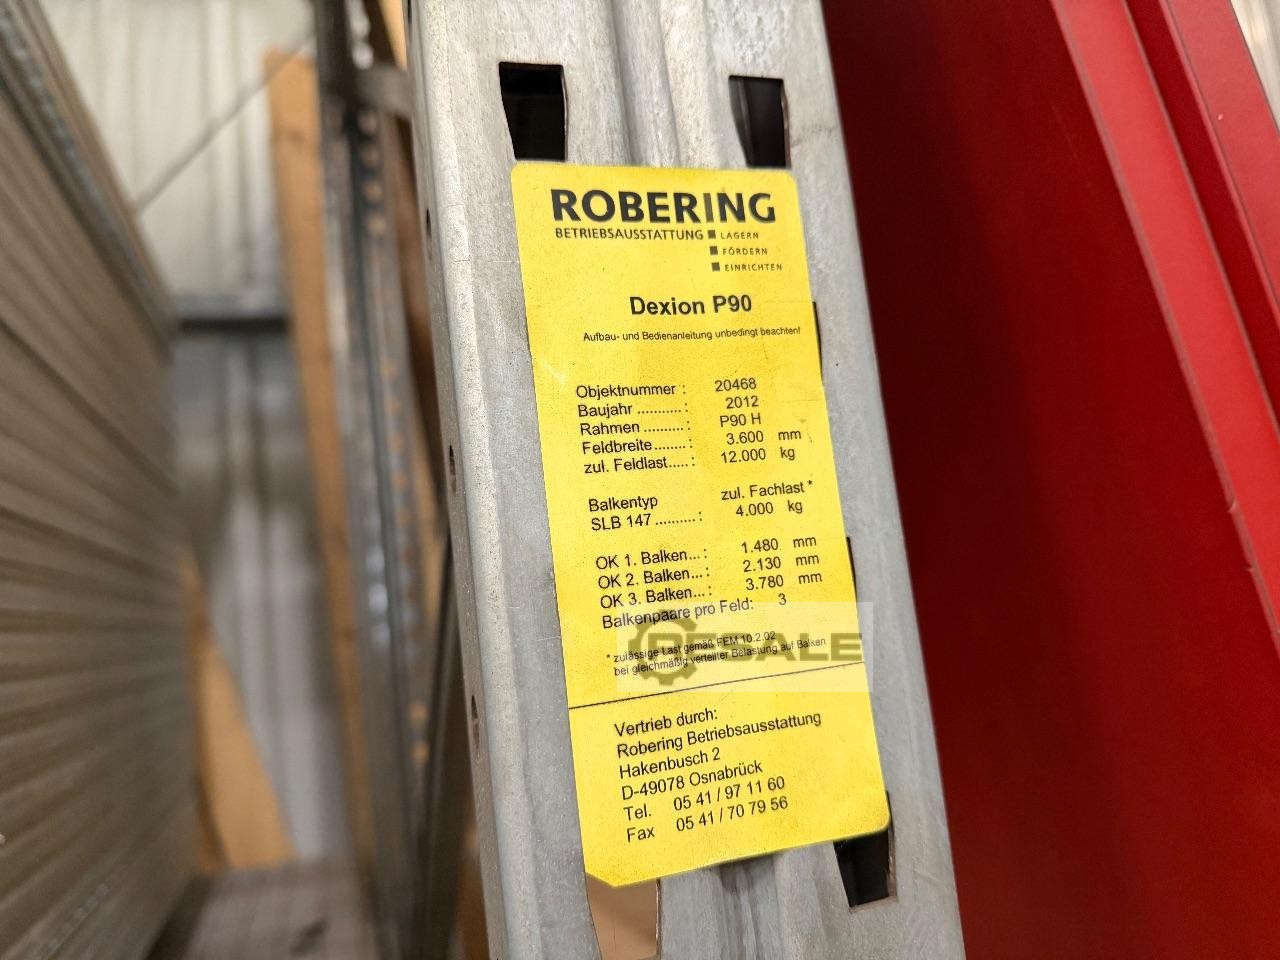 ROBERING
BETRIEBSAUSSTATTUNG ■ LAGERN
■ FÖRDERN
■ EINRICHTEN
Dexion P90
Aufbau- und Bedienanleitung unbedingt beachten!
Objektnummer : 20468
Baujahr ........... : 2012
Rahmen .......... : P90 H
Feldbreite........ : 3.600 mm
zul. Feldlast..... : 12.000 kg
Balkentyp zul. Fachlast *
SLB 147 .......... : 4.000 kg
OK 1. Balken... : 1.480 mm
OK 2. Balken... : 2.130 mm
OK 3. Balken... : 3.780 mm
Balkenpaare pro Feld: 3
* zulässige Last gemäß FEM 10.2.02
bei gleichmäßig verteilter Belastung auf Balken
RESALE
Vertrieb durch:
Robering Betriebsausstattung
Hakenbusch 2
D-49078 Osnabrück
Tel. 05 41 / 97 11 60
Fax 05 41 / 70 79 56